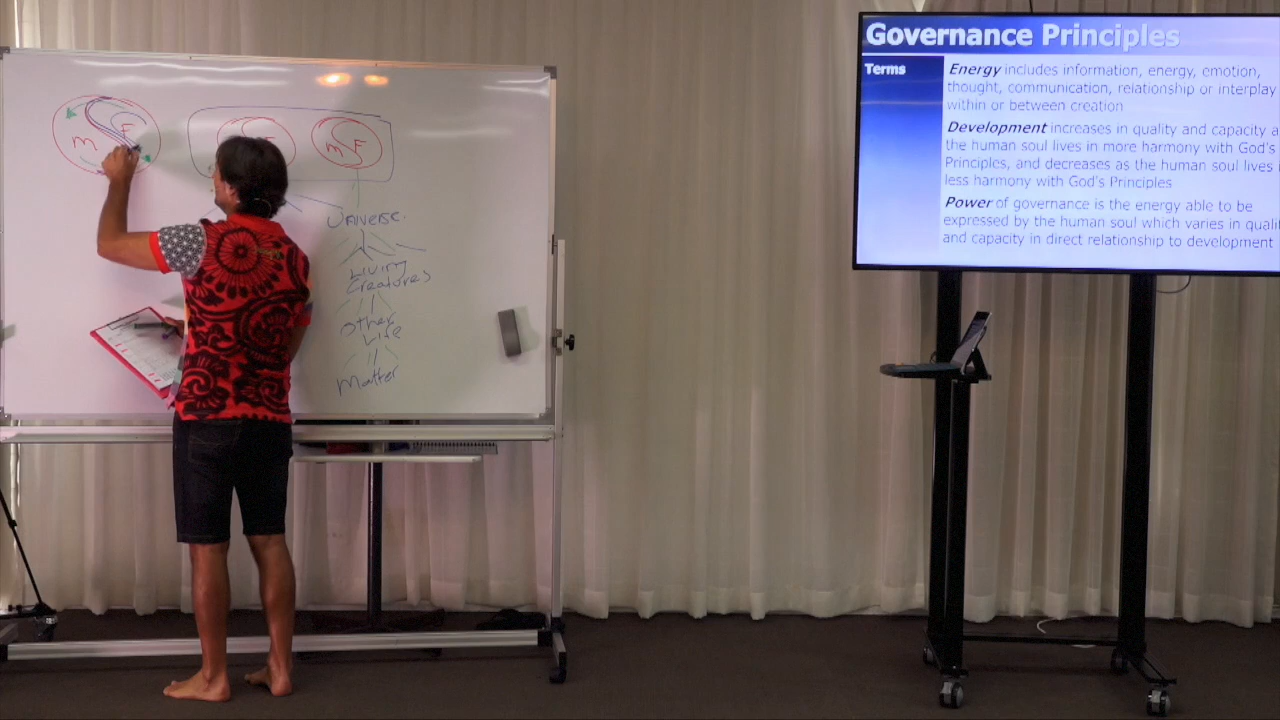 m F
m F
Universe
Living
Creatures
Other
Life
Matter
Governance Principles
Terms
Energy includes information, energy, emotion,
thought, communication, relationship or interplay
within or between creation
Development increases in quality and capacity a
the human soul lives in more harmony with God's
Principles, and decreases as the human soul lives
less harmony with God's Principles
Power of governance is the energy able to be
expressed by the human soul which varies in quali
and capacity in direct relationship to development